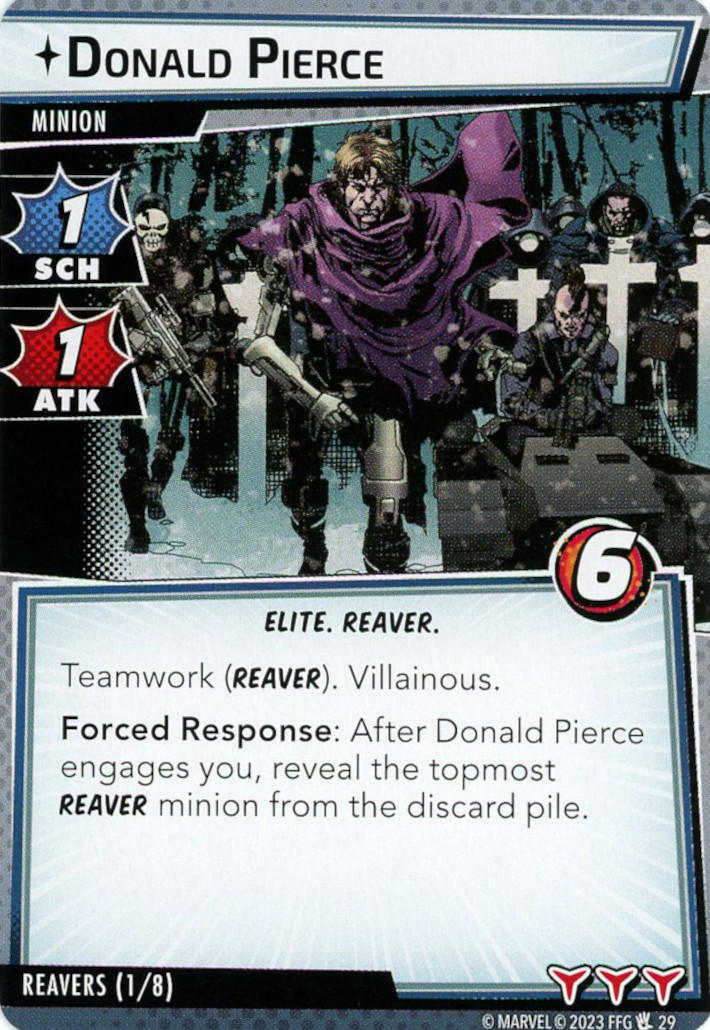 DONALD PIERCE
MINION
1
SCH
1
ATK
6
ELITE. REAVER.
Teamwork (REAVER). Villainous.
Forced Response: After Donald Pierce
engages you, reveal the topmost
REAVER minion from the discard pile.
REAVERS (1/8)
© MARVEL © 2023 FFG 29